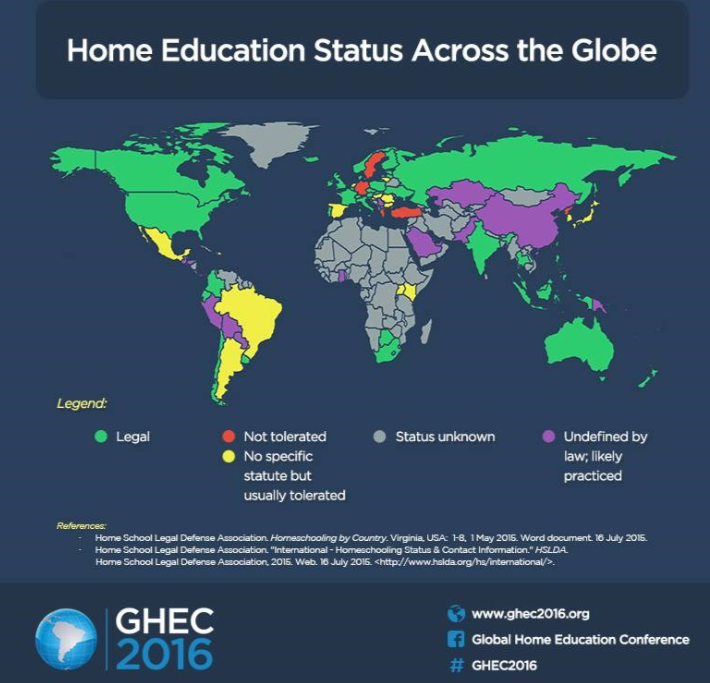 Home Education Status Across the Globe
Legend:
Legal
Not tolerated
No specific
statute but
usually tolerated
Status unknown
Undefined by
law; likely
practiced
References:
- Home School Legal Defense Association. Homeschooling by Country. Virginia, USA: 1-8, 1 May 2015. Word document. 16 July 2015.
- Home School Legal Defense Association. "International - Homeschooling Status & Contact Information." HSLDA.
Home School Legal Defense Association, 2015. Web. 16 July 2015. <http://www.hslda.org/hs/international/>.
GHEC
2016
www.ghec2016.org
Global Home Education Conference
# GHEC2016